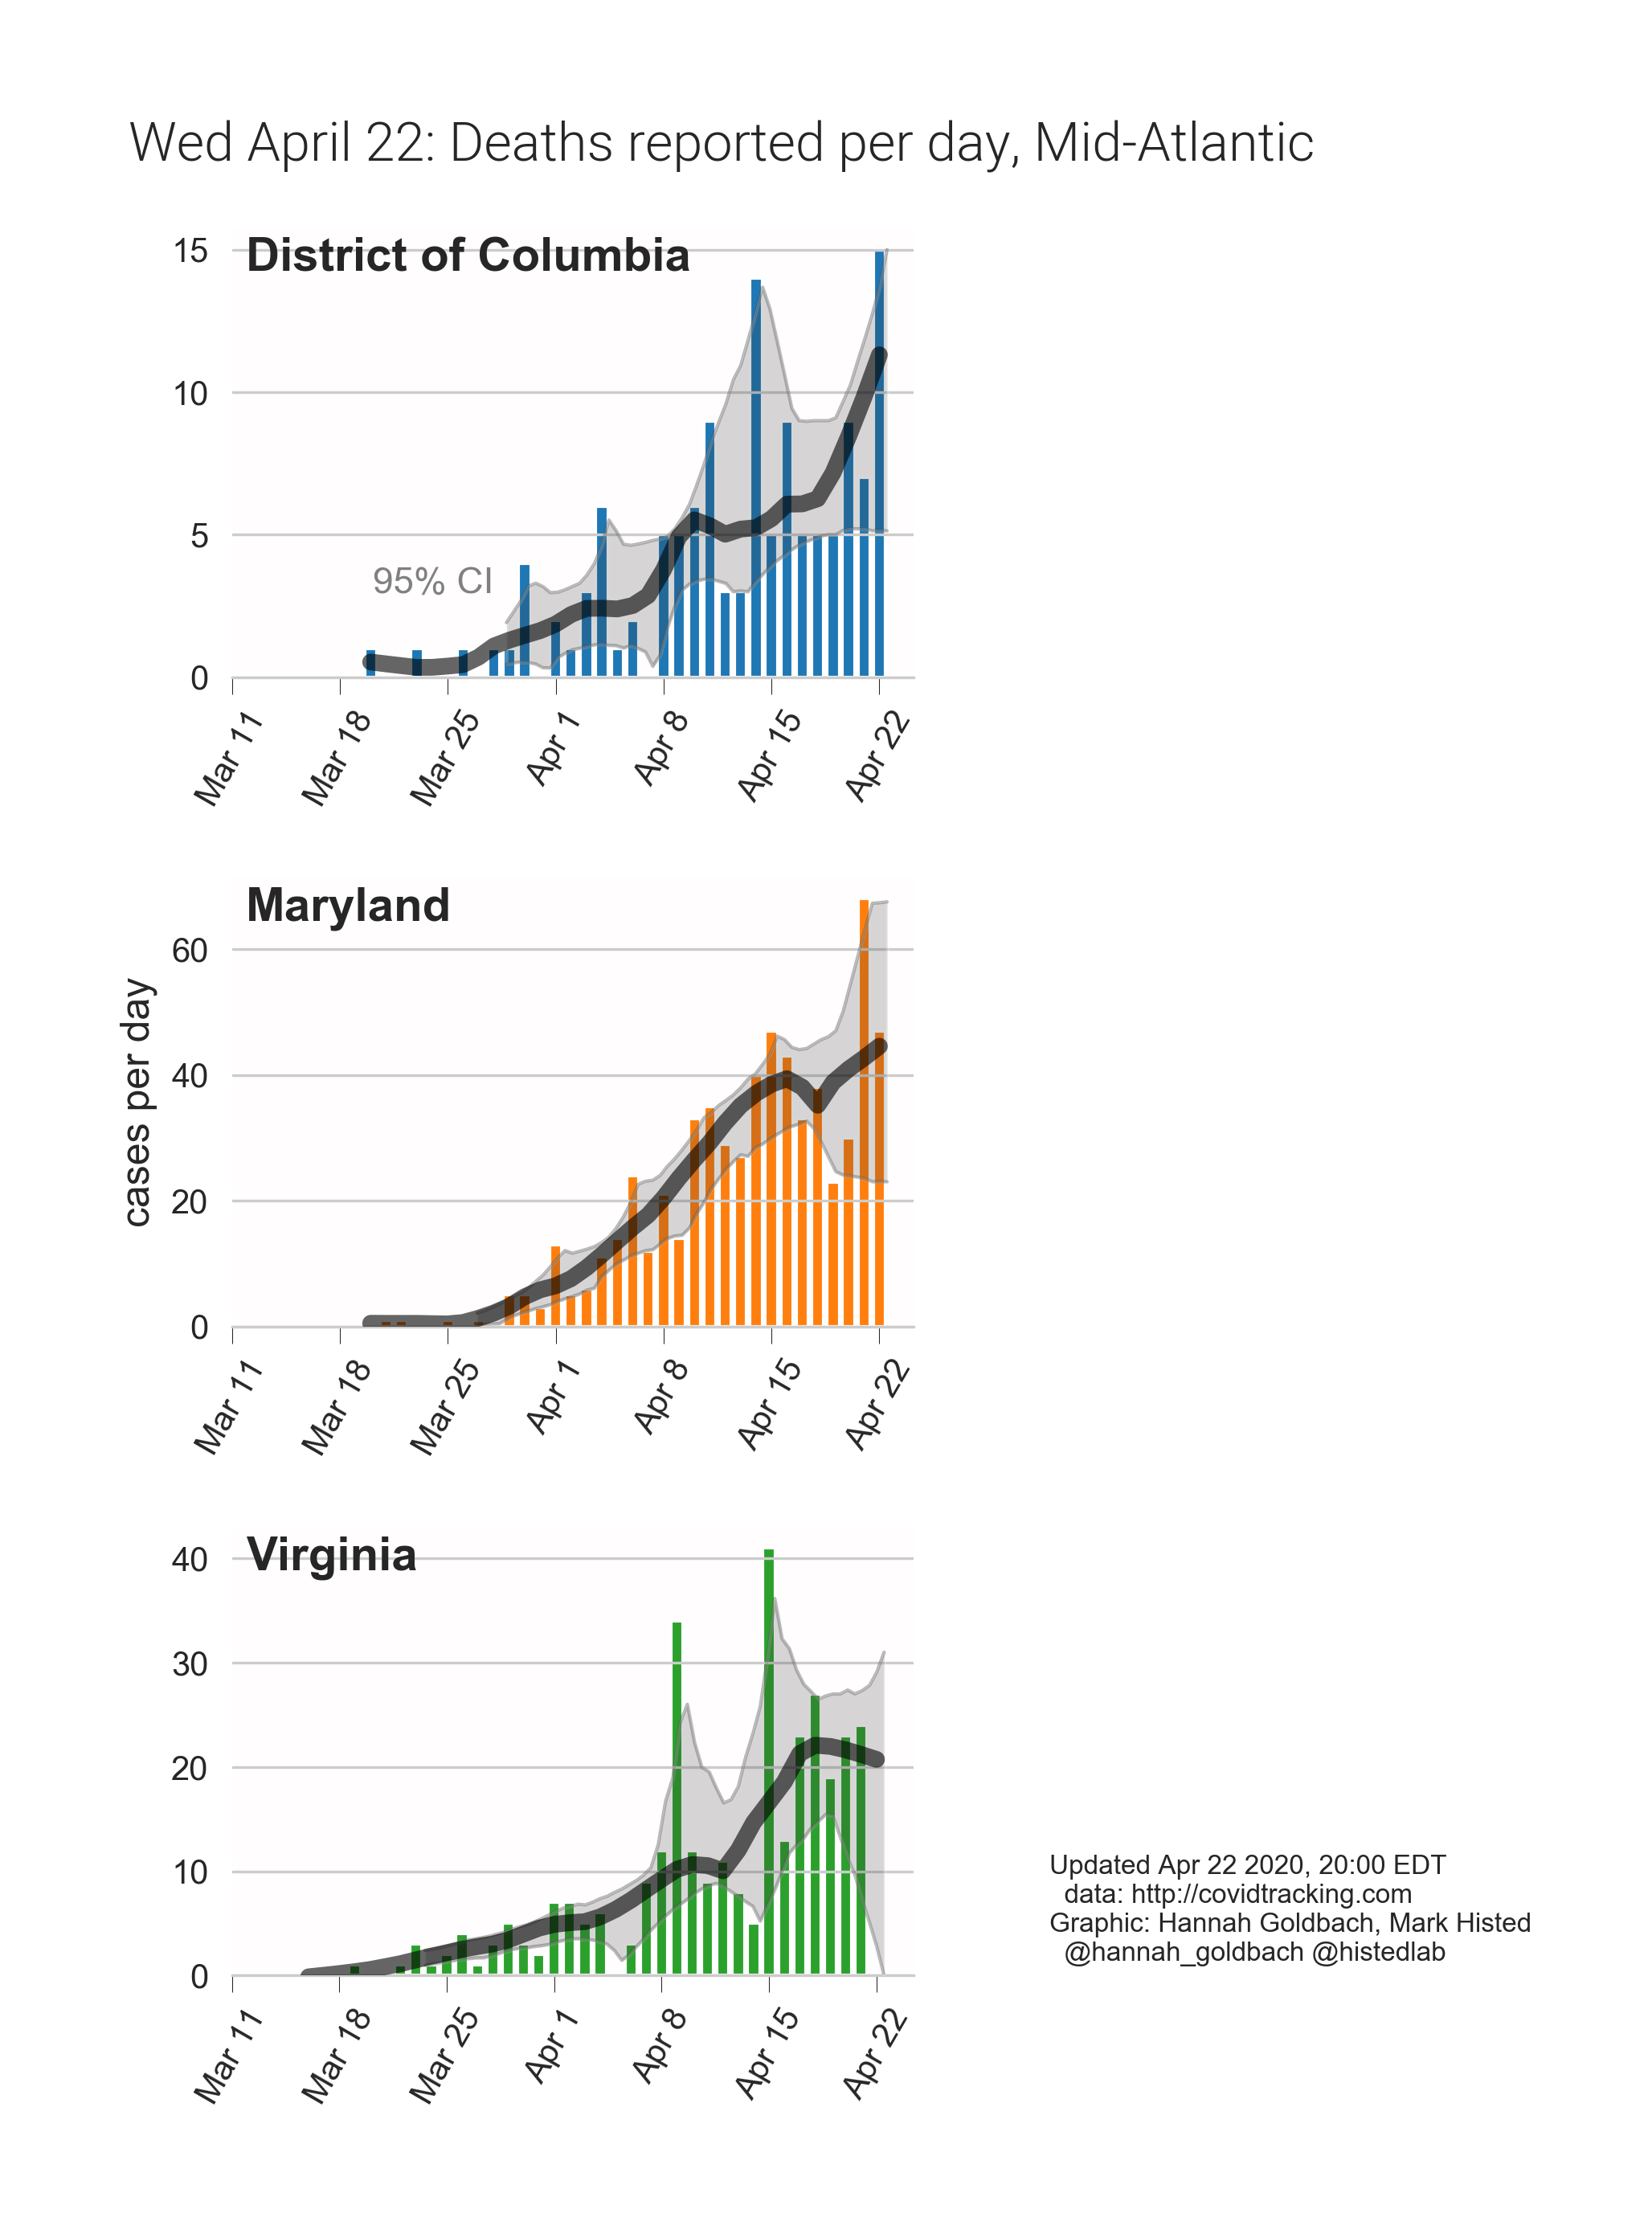 Wed April 22: Deaths reported per day, Mid-Atlantic
District of Columbia
15
10
5
0
95% CI
Mar 11
Mar 18
Mar 25
Apr 1
Apr 8
Apr 15
Apr 22
Maryland
cases per day
60
40
20
0
Mar 11
Mar 18
Mar 25
Apr 1
Apr 8
Apr 15
Apr 22
Virginia
40
30
20
10
0
Mar 11
Mar 18
Mar 25
Apr 1
Apr 8
Apr 15
Apr 22
Updated Apr 22 2020, 20:00 EDT
data: http://covidtracking.com
Graphic: Hannah Goldbach, Mark Histed
@hannah_goldbach @histedlab